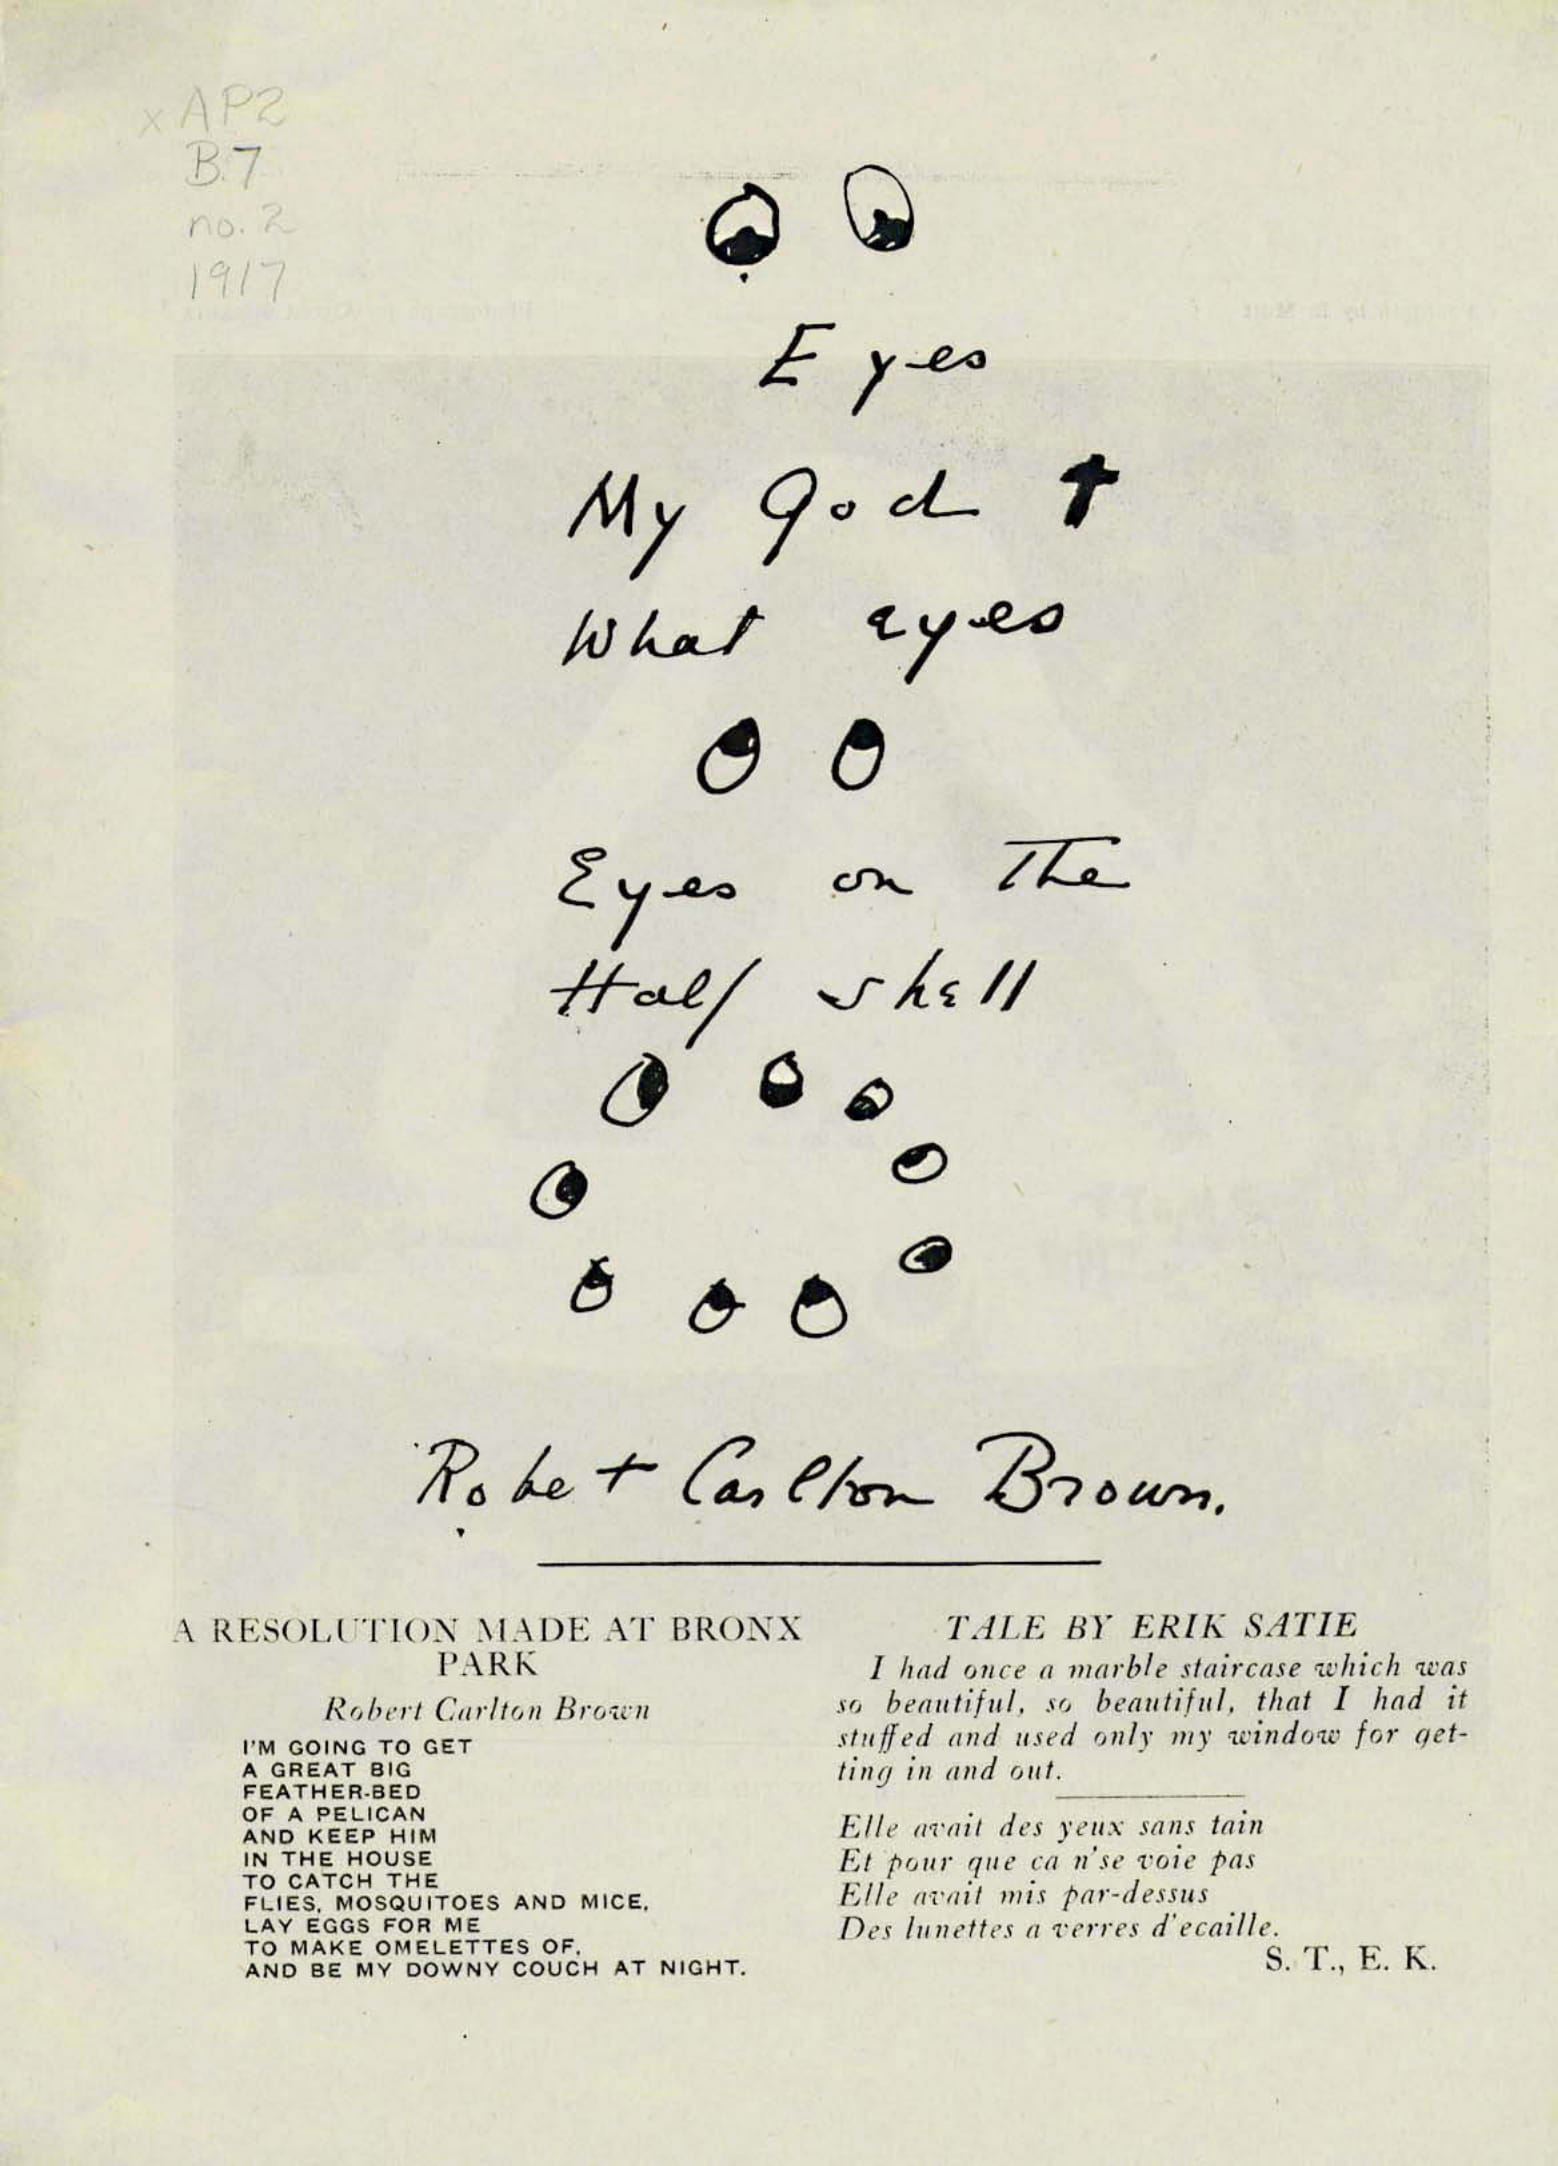 x AP2
B.7
no. 2
1917
Eyes
My God
What eyes
Eyes on The
Half shell
Robert Carlton Brown.
A RESOLUTION MADE AT BRONX
PARK
Robert Carlton Brown
I'M GOING TO GET
A GREAT BIG
FEATHER-BED
OF A PELICAN
AND KEEP HIM
IN THE HOUSE
TO CATCH THE
FLIES, MOSQUITOES AND MICE,
LAY EGGS FOR ME
TO MAKE OMELETTES OF,
AND BE MY DOWNY COUCH AT NIGHT.
TALE BY ERIK SATIE
I had once a marble staircase which was
so beautiful, so beautiful, that I had it
stuffed and used only my window for get-
ting in and out.
Elle avait des yeux sans tain
Et pour que ca n'se voie pas
Elle avait mis par-dessus
Des lunettes a verres d'ecaille.
S. T., E. K.